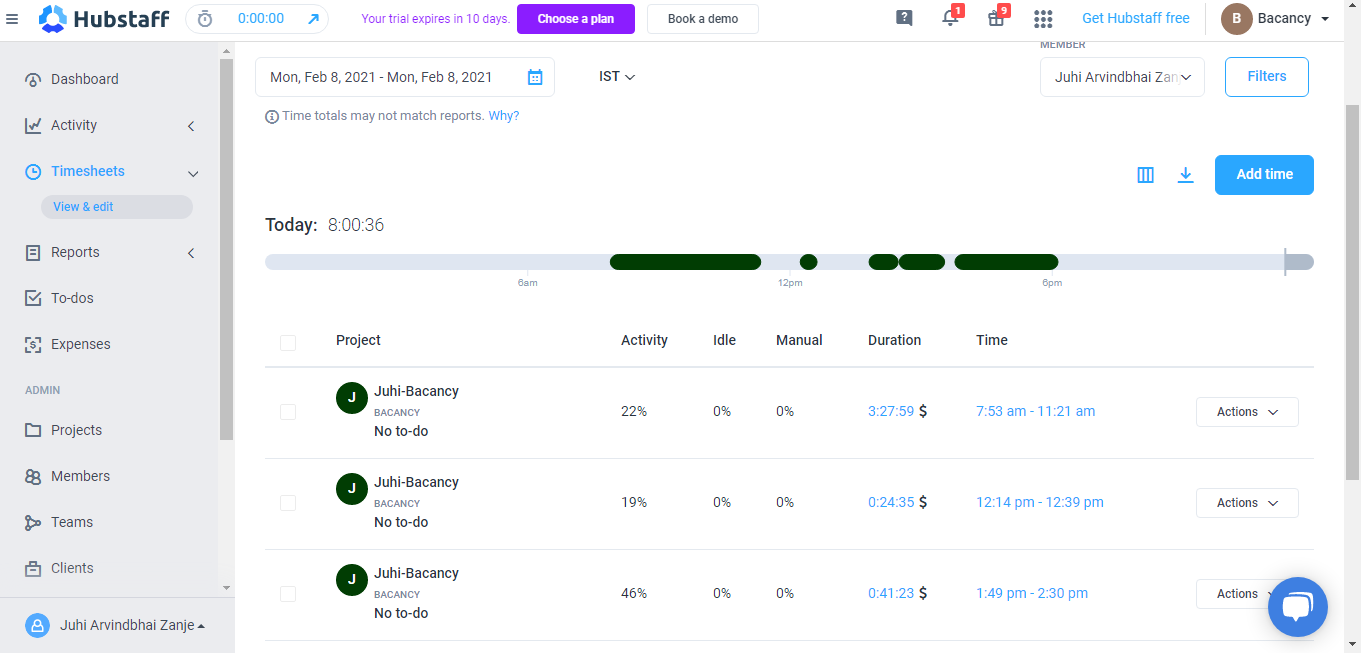 Hubstaff
0:00:00
Your trial expires in 10 days.
Choose a plan
Book a demo
?
1
9
Get Hubstaff free
B
Bacancy
Dashboard
Activity
Timesheets
View & edit
Reports
To-dos
Expenses
ADMIN
Projects
Members
Teams
Clients
Juhi Arvindbhai Zanje
MEMBER
Mon, Feb 8, 2021 - Mon, Feb 8, 2021
IST
Juhi Arvindbhai Zan
Filters
Time totals may not match reports. Why?
Add time
Today: 8:00:36
6am 12pm 6pm
Project Activity Idle Manual Duration Time
J
Juhi-Bacancy
BACANCY
No to-do
22% 0% 0% 3:27:59 $ 7:53 am - 11:21 am Actions
J
Juhi-Bacancy
BACANCY
No to-do
19% 0% 0% 0:24:35 $ 12:14 pm - 12:39 pm Actions
J
Juhi-Bacancy
BACANCY
No to-do
46% 0% 0% 0:41:23 $ 1:49 pm - 2:30 pm Actions